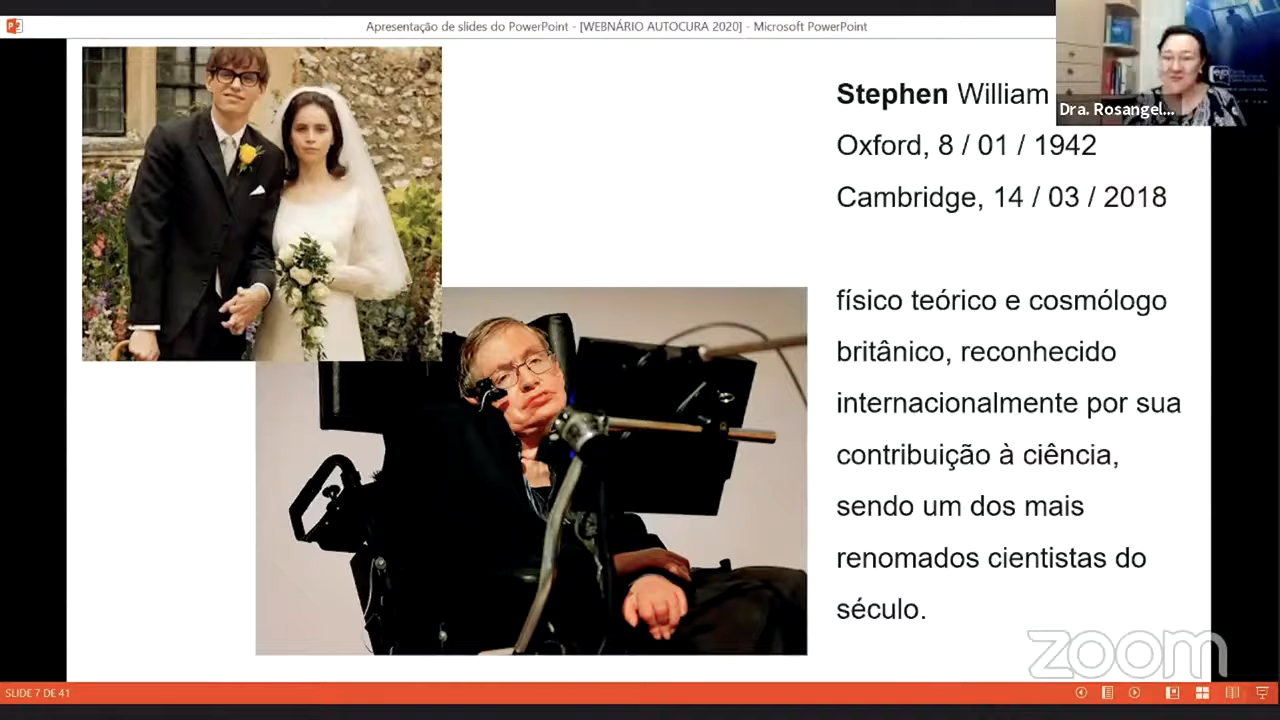 Apresentação de slides do PowerPoint - [WEBNÁRIO AUTOCURA 2020] - Microsoft PowerPoint
Dra. Rosangel...
Stephen William
Oxford, 8 / 01 / 1942
Cambridge, 14 / 03 / 2018
físico teórico e cosmólogo
britânico, reconhecido
internacionalmente por sua
contribuição à ciência,
sendo um dos mais
renomados cientistas do
século.
zoom
SLIDE 7 DE 41